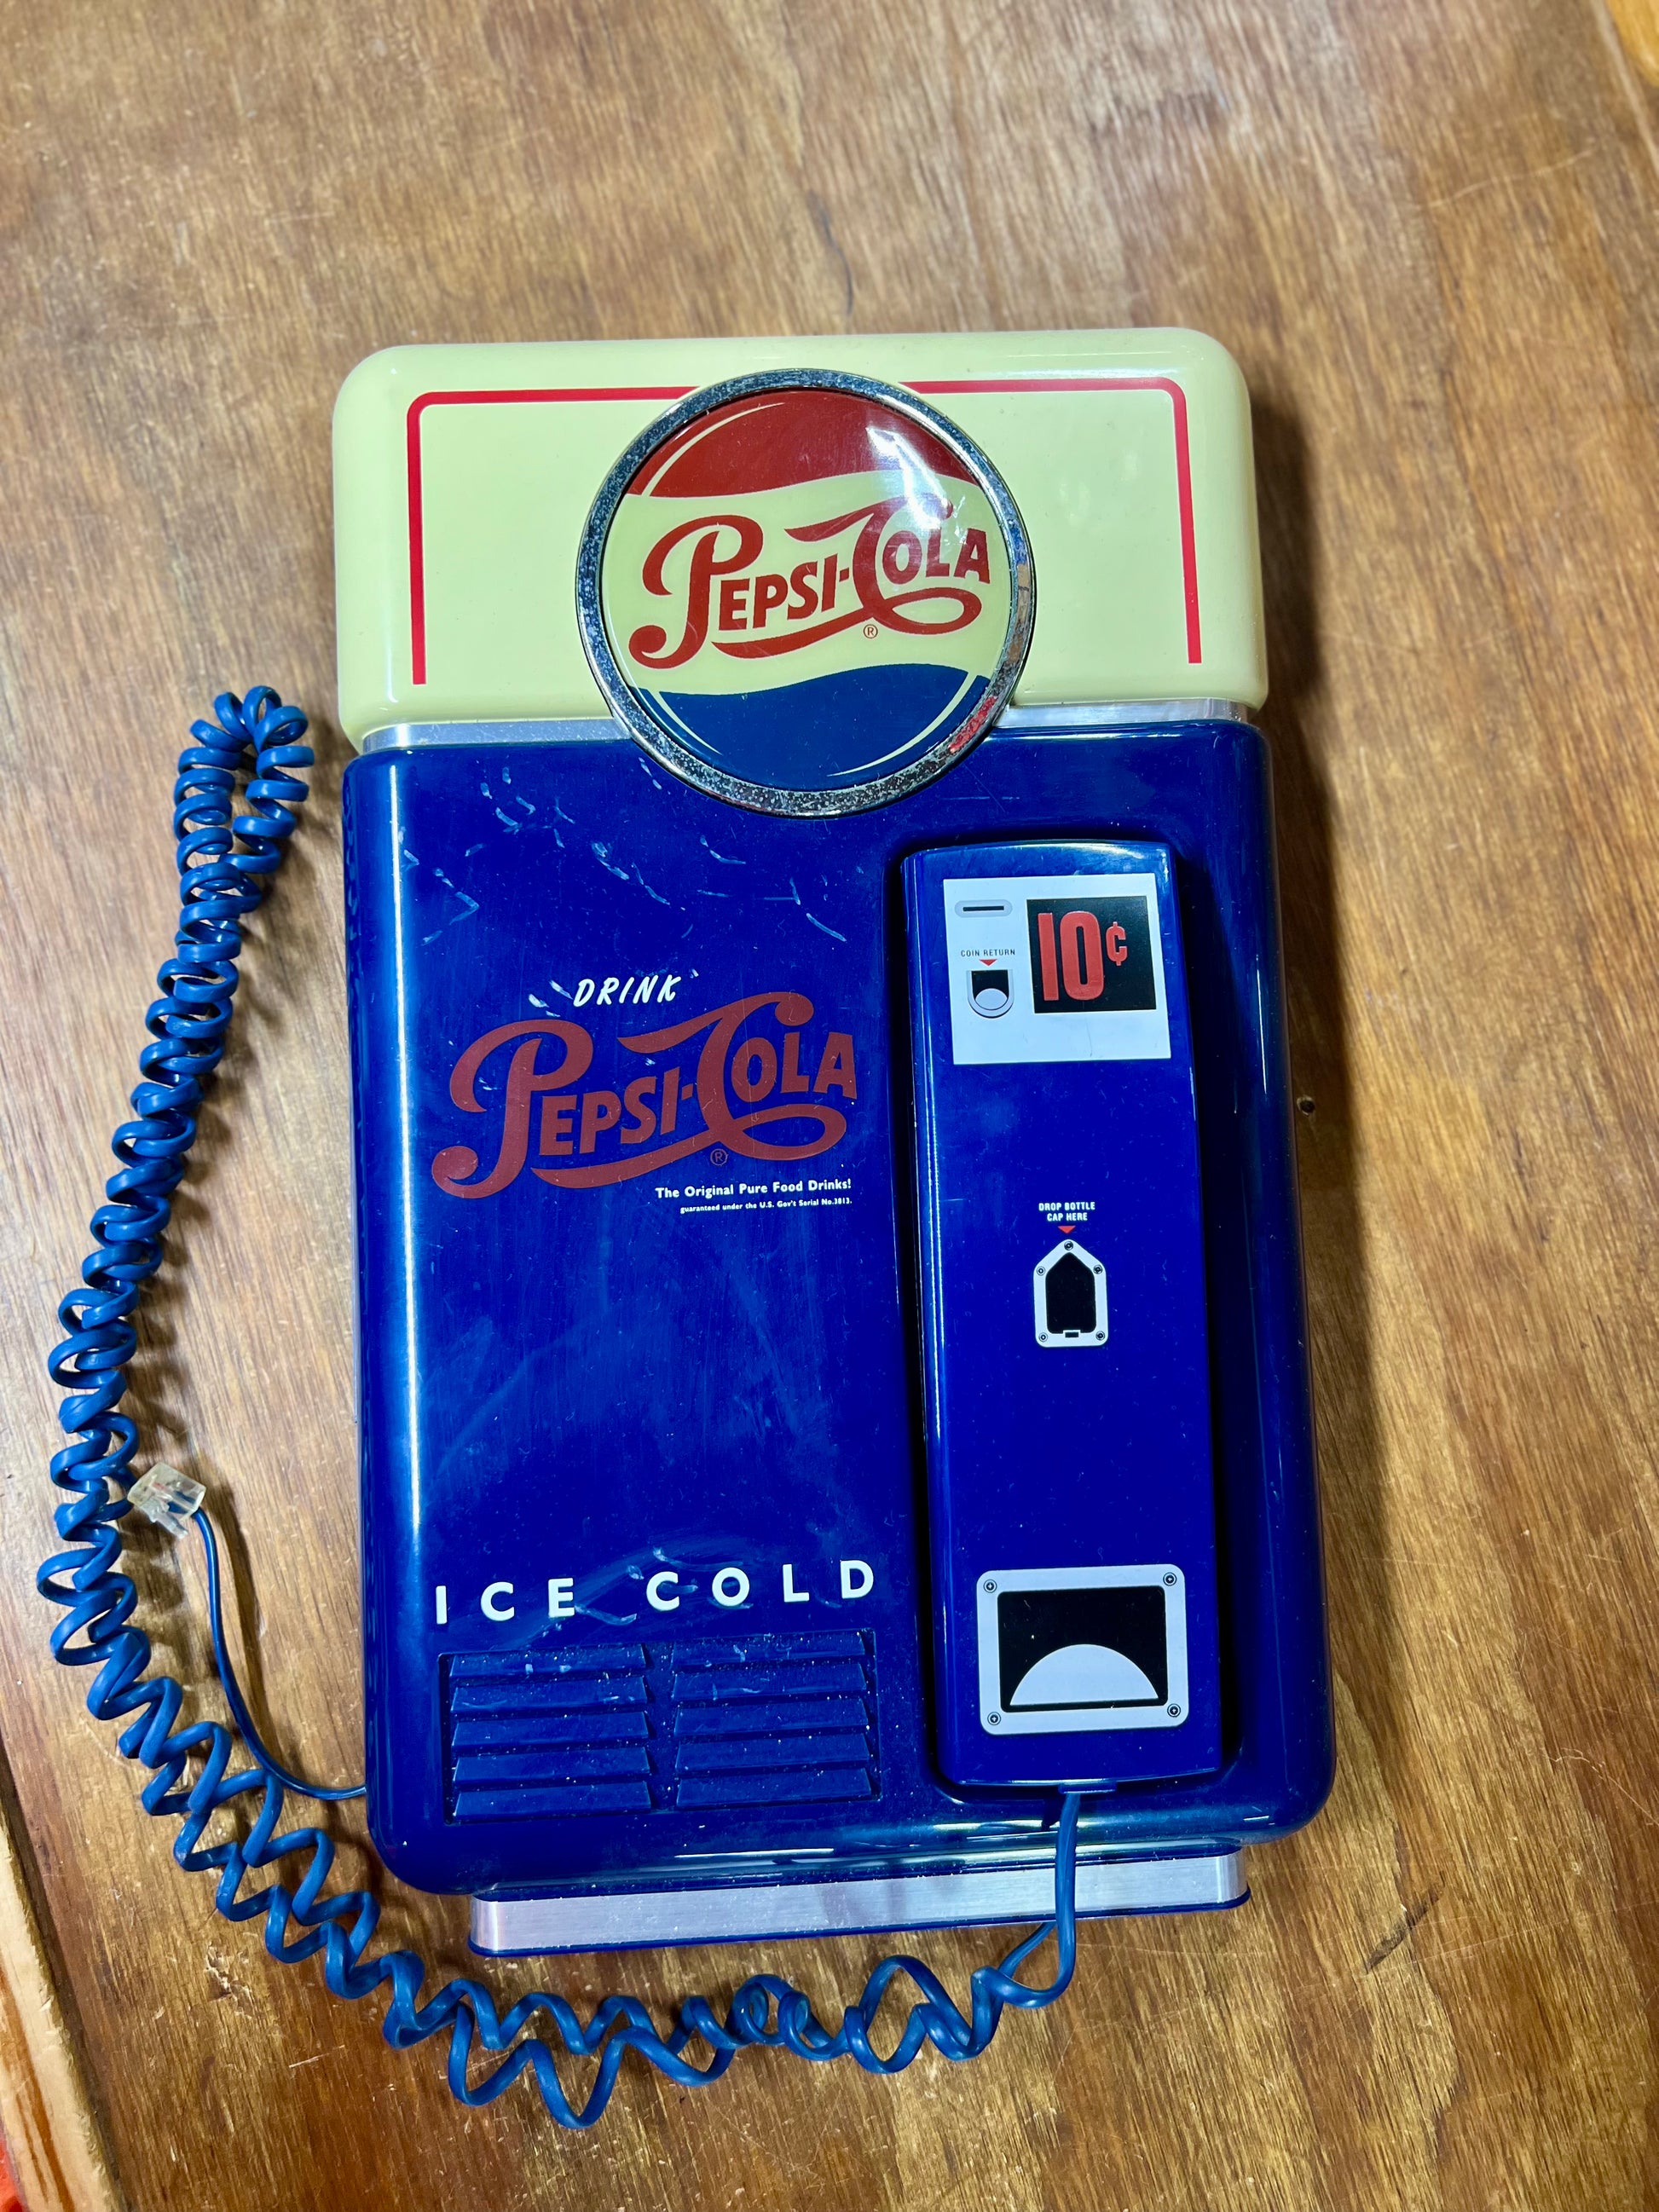 PEPSI-COLA
®
10¢
COIN RETURN
DRINK
PEPSI-COLA
®
The Original Pure Food Drinks!
guaranteed under the U.S. Gov't Serial No.3813.
DROP BOTTLE
CAP HERE
ICE COLD